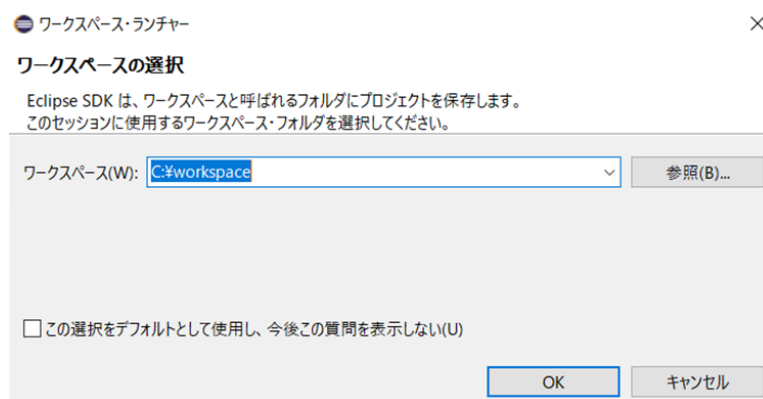 ワークスペース・ランチャー
ワークスペースの選択
Eclipse SDK は、ワークスペースと呼ばれるフォルダにプロジェクトを保存します。
このセッションに使用するワークスペース・フォルダを選択してください。
ワークスペース(W): C:¥workspace 参照(B)...
この選択をデフォルトとして使用し、今後この質問を表示しない(U)
OK キャンセル